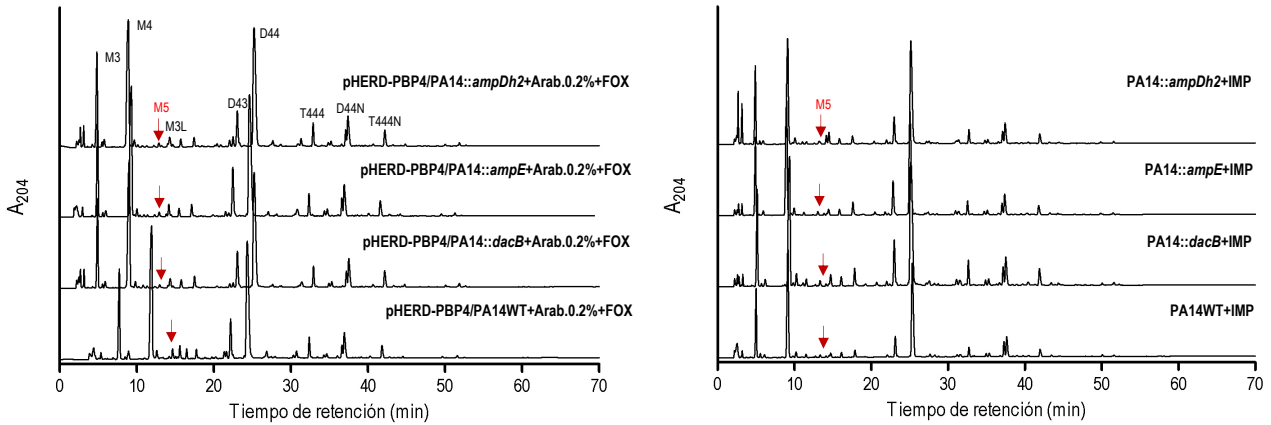 M4
M3
D44
pHERD-PBP4/PA14::ampDh2+Arab.0.2%+FOX
M5
M3L
D43
T444
D44N
T444N
pHERD-PBP4/PA14::ampE+Arab.0.2%+FOX
pHERD-PBP4/PA14::dacB+Arab.0.2%+FOX
pHERD-PBP4/PA14WT+Arab.0.2%+FOX
A204
0 10 20 30 40 50 60 70
Tiempo de retención (min)
PA14::ampDh2+IMP
M5
PA14::ampE+IMP
PA14::dacB+IMP
PA14WT+IMP
A204
0 10 20 30 40 50 60 70
Tiempo de retención (min)